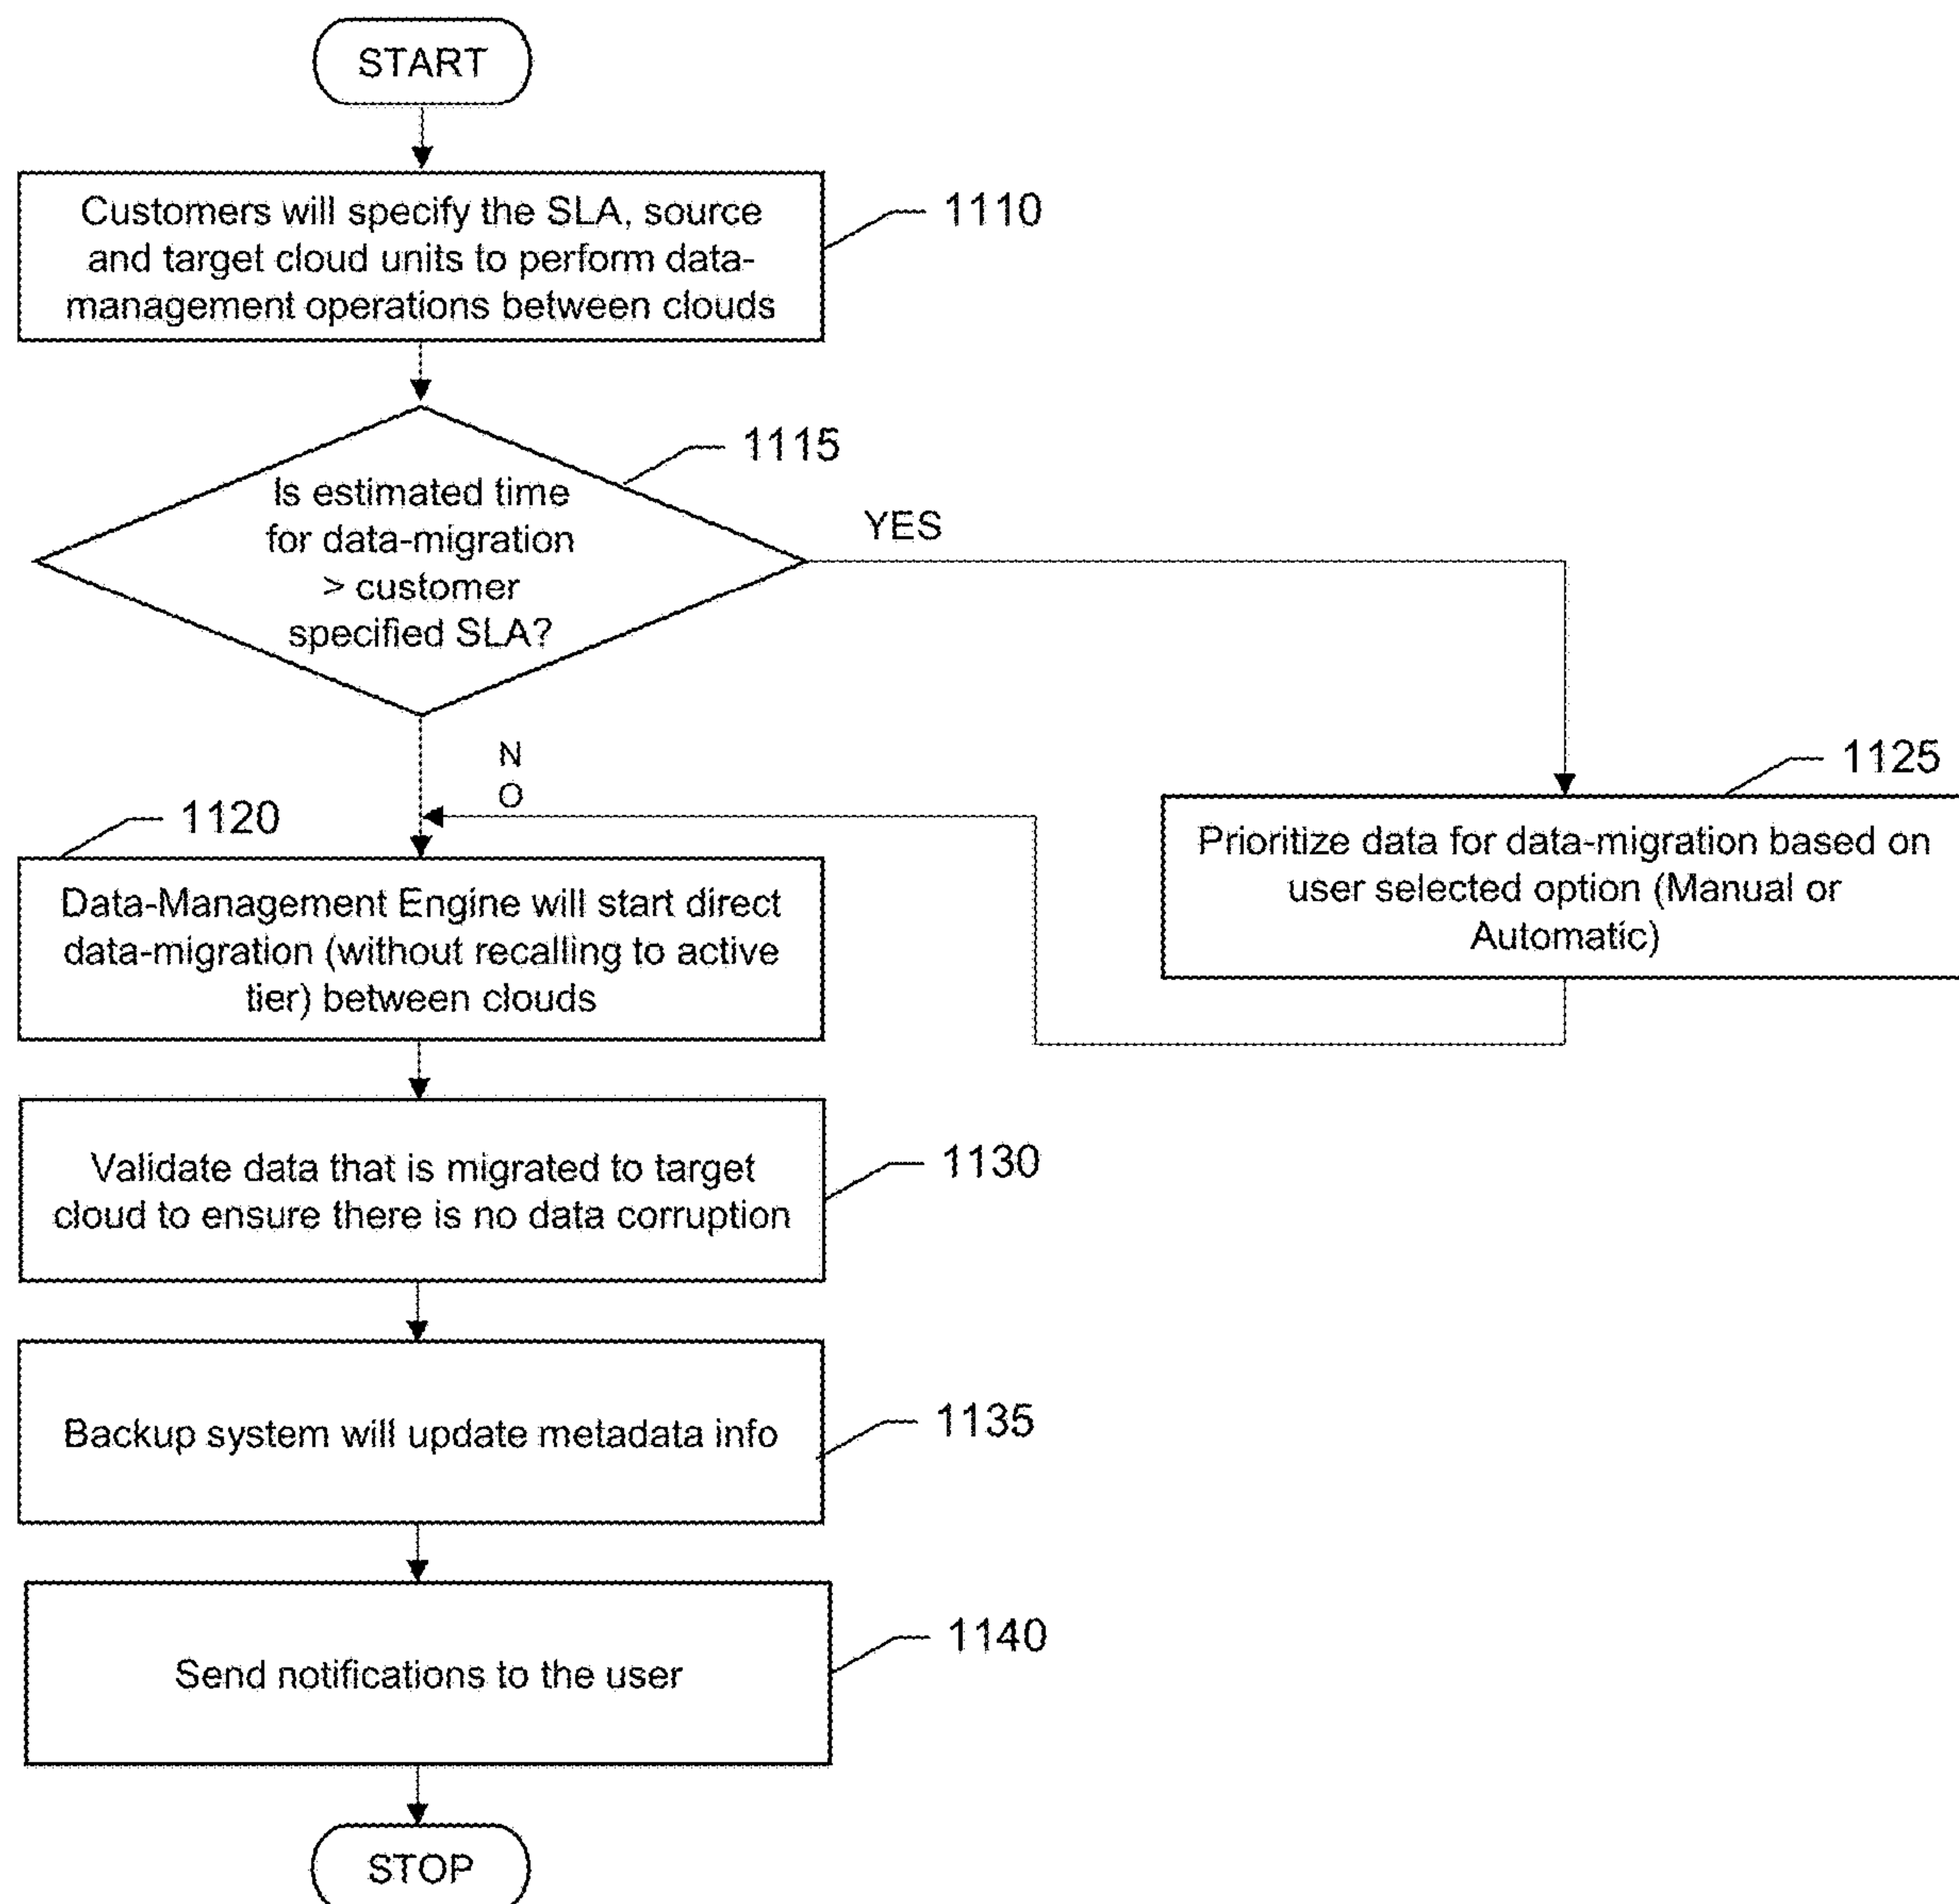 START
Customers will specify the SLA, source
and target cloud units to perform data-
management operations between clouds
1110
Is estimated time
for data-migration
> customer
specified SLA?
1115
YES
N
O
1125
Prioritize data for data-migration based on
user selected option (Manual or
Automatic)
1120
Data-Management Engine will start direct
data-migration (without recalling to active
tier) between clouds
Validate data that is migrated to target
cloud to ensure there is no data corruption
1130
Backup system will update metadata info
1135
Send notifications to the user
1140
STOP